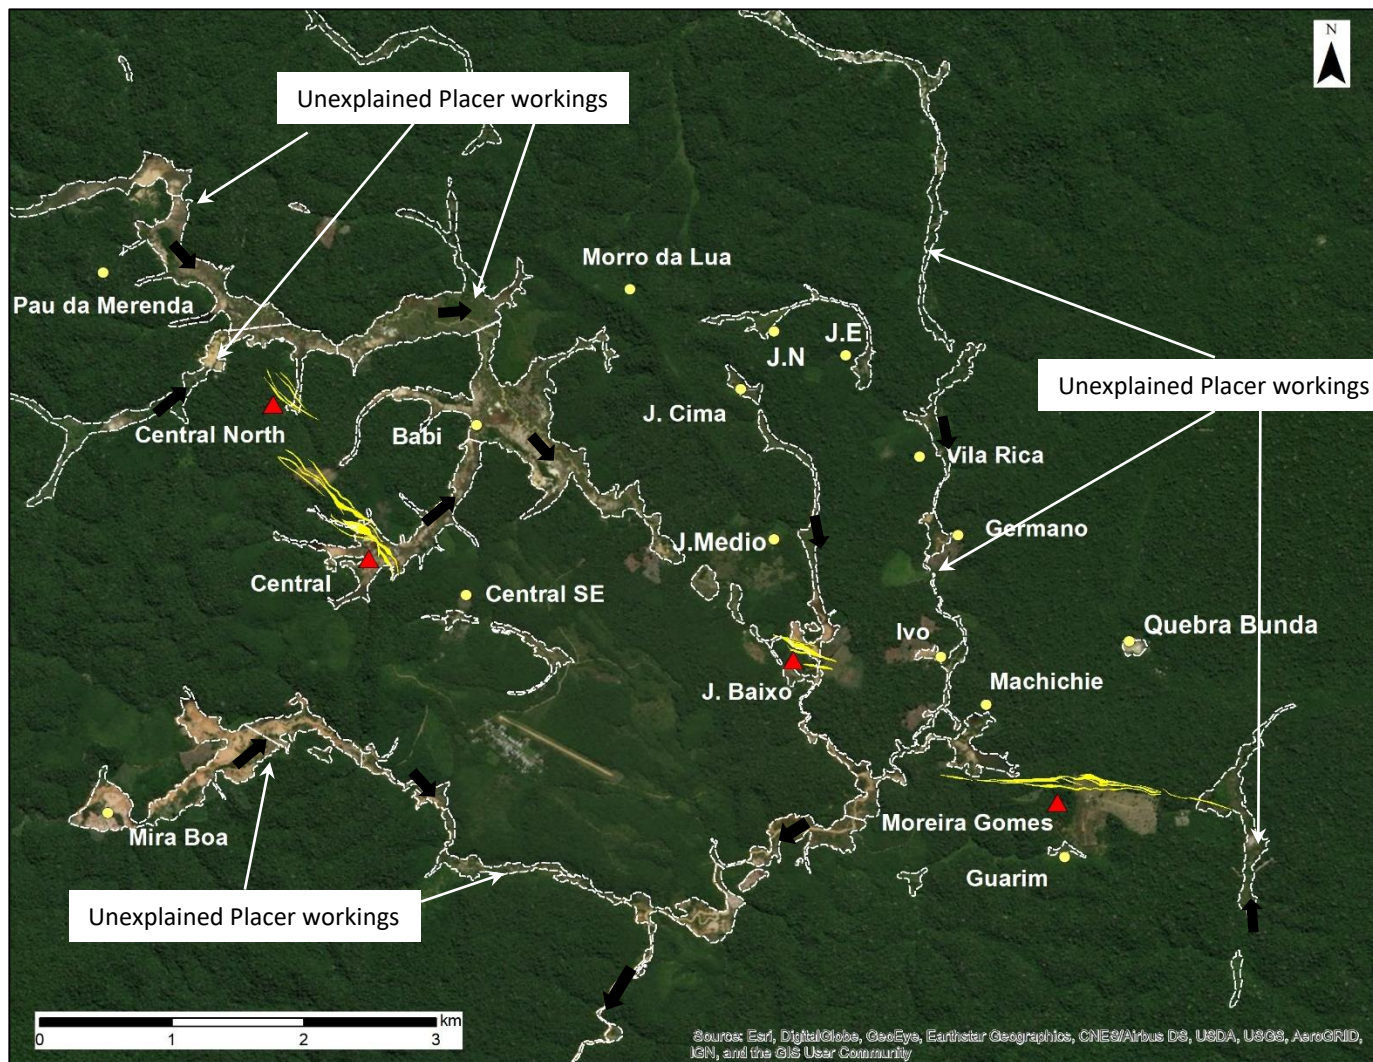 N
Unexplained Placer workings
Morro da Lua
Pau da Merenda
J.N
J.E
Unexplained Placer workings
J. Cima
Central North
Babi
Vila Rica
Germano
J.Medio
Central
Central SE
Ivo
Quebra Bunda
Machichie
J. Baixo
Moreira Gomes
Mira Boa
Guarim
Unexplained Placer workings
km
0 1 2 3
Source: Esri, DigitalGlobe, GeoEye, Earthstar Geographics, CNES/Airbus DS, USDA, USGS, AeroGRID,
IGN, and the GIS User Community